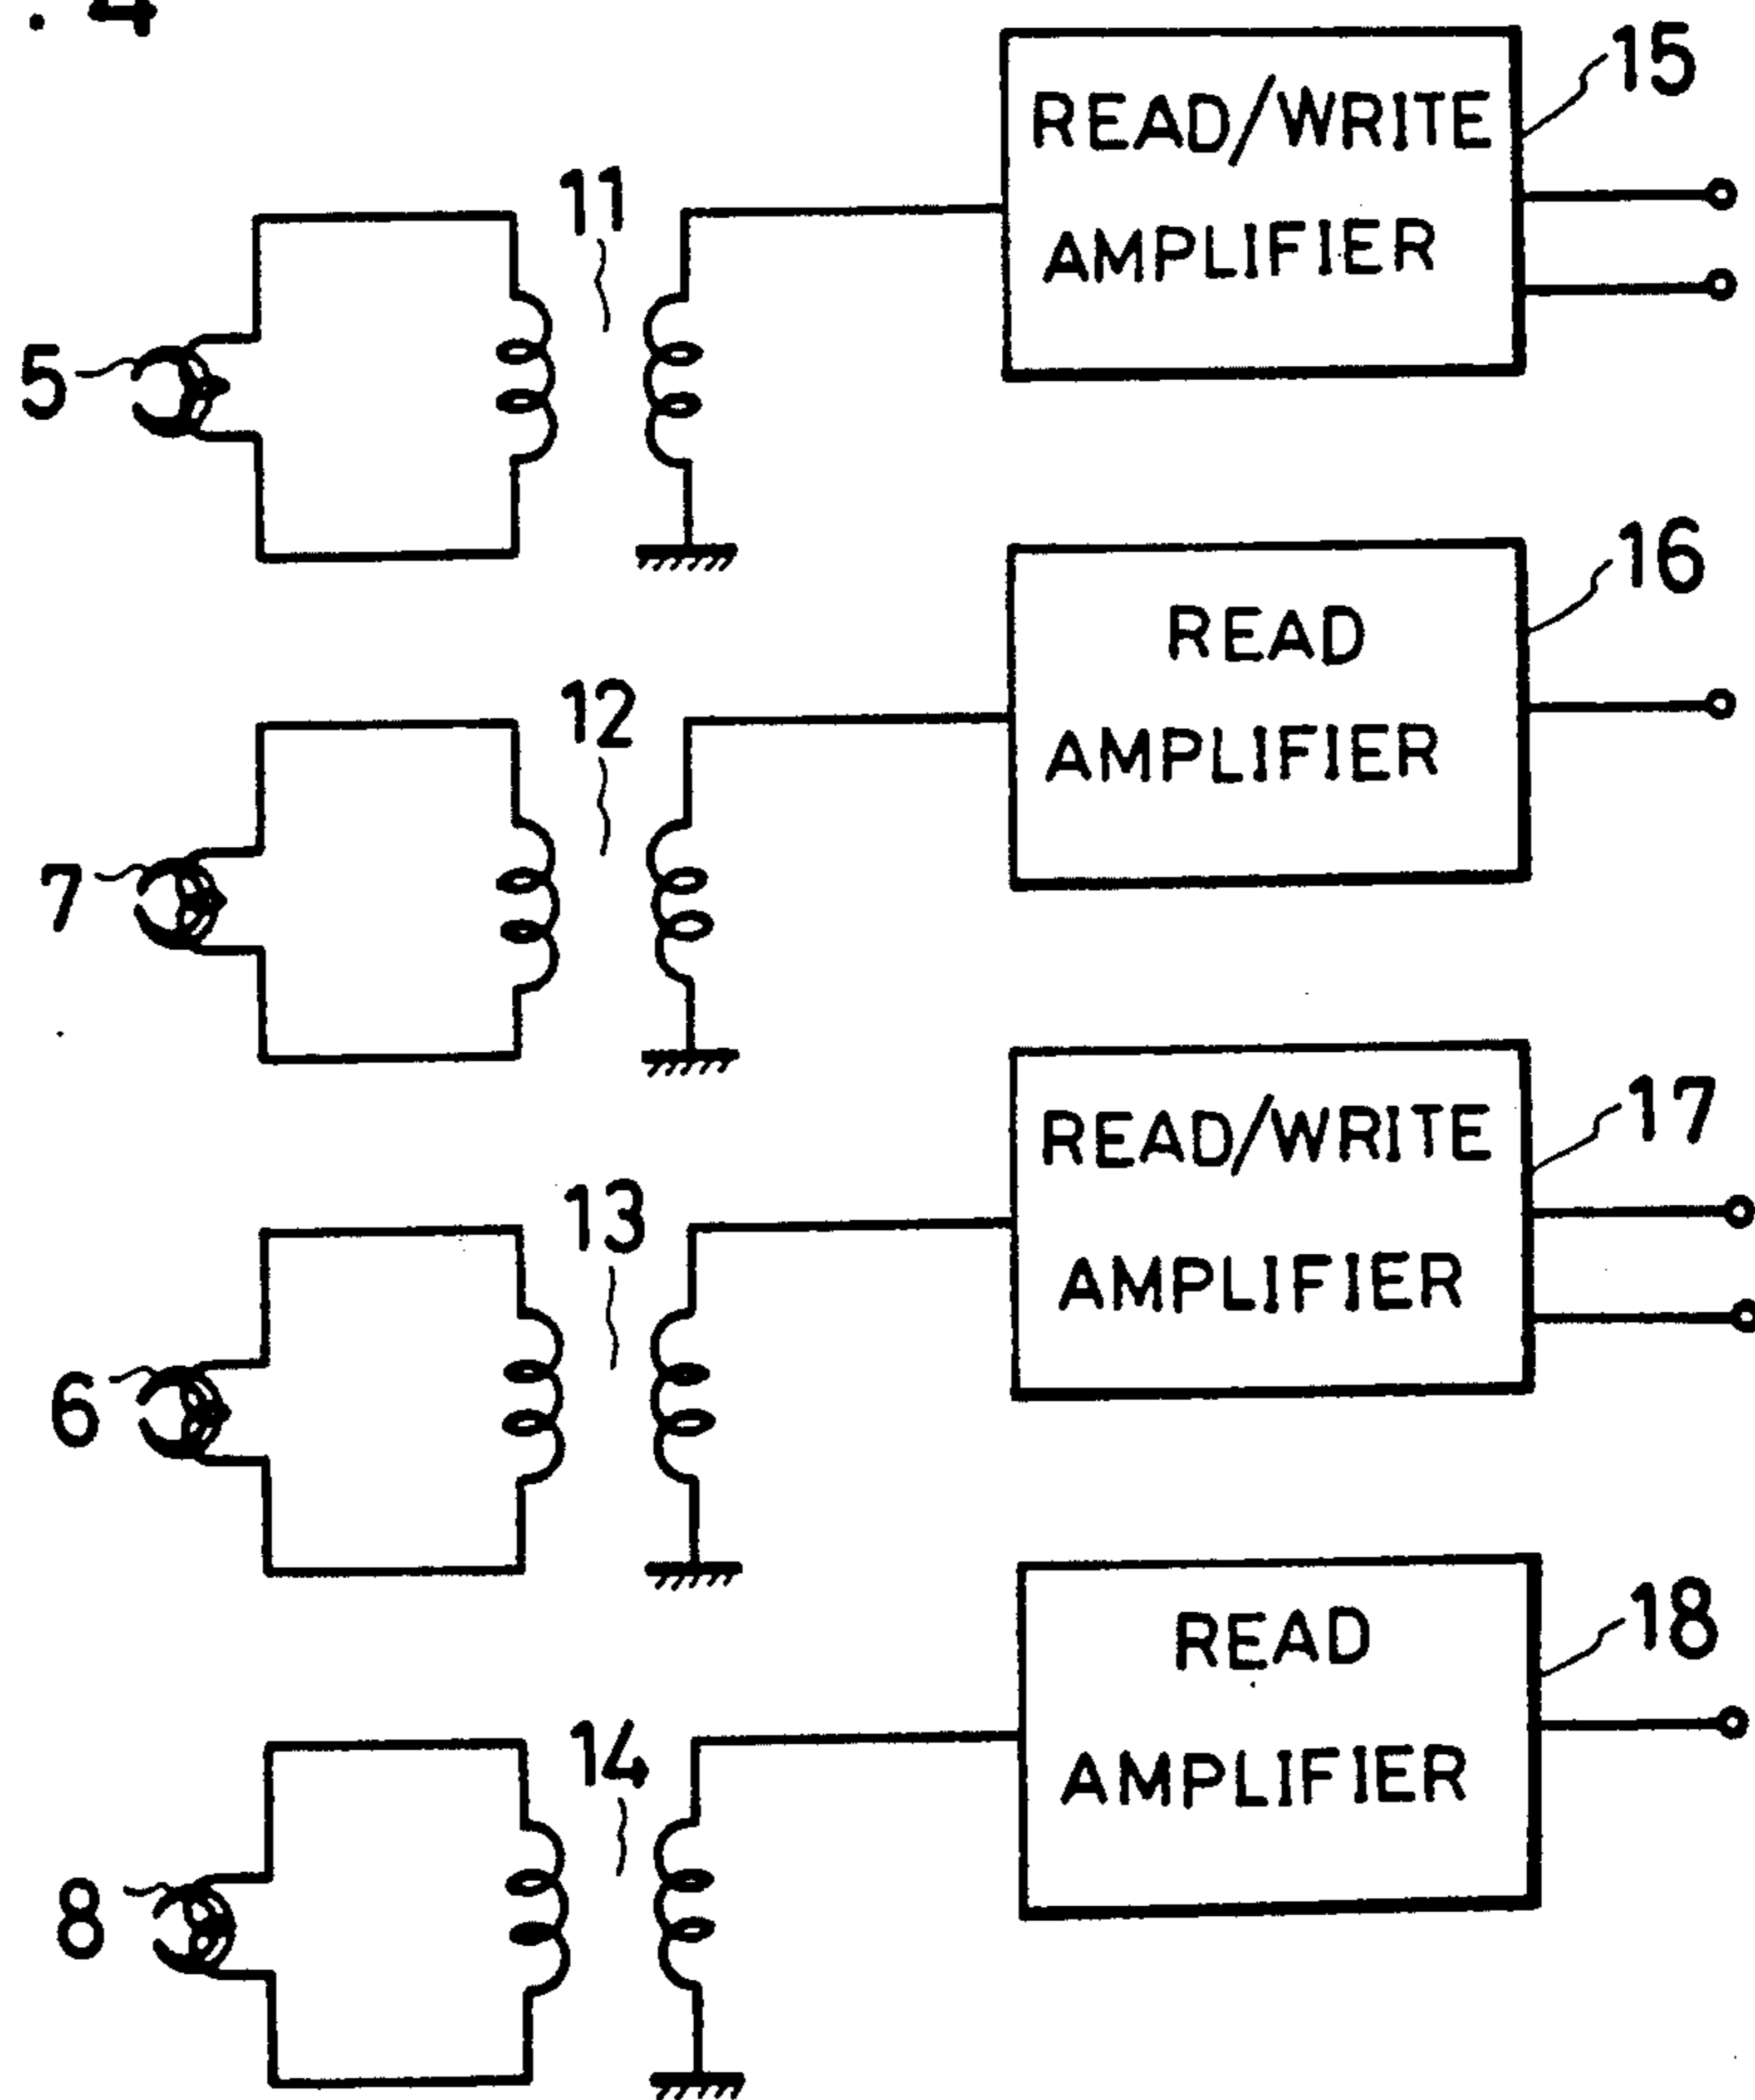 . 4
15
READ/WRITE
AMPLIFIER
11
5
16
READ
AMPLIFIER
12
7
17
READ/WRITE
AMPLIFIER
13
6
18
READ
AMPLIFIER
14
8